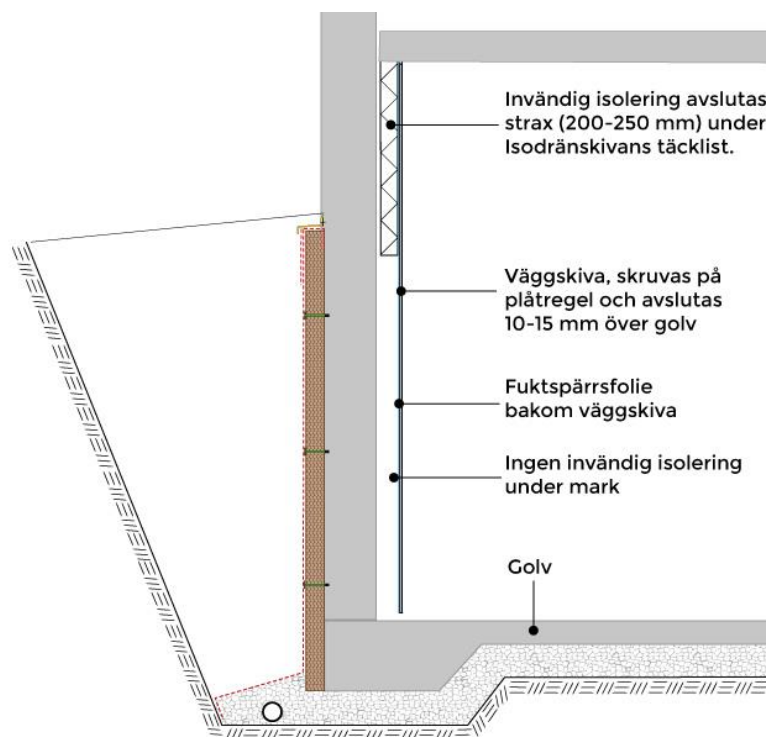 Invändig isolering avslutas
strax (200-250 mm) under
Isodränskivans täcklist.
Väggskiva, skruvas på
plåtregel och avslutas
10-15 mm över golv
Fuktspärrsfolie
bakom väggskiva
Ingen invändig isolering
under mark
Golv